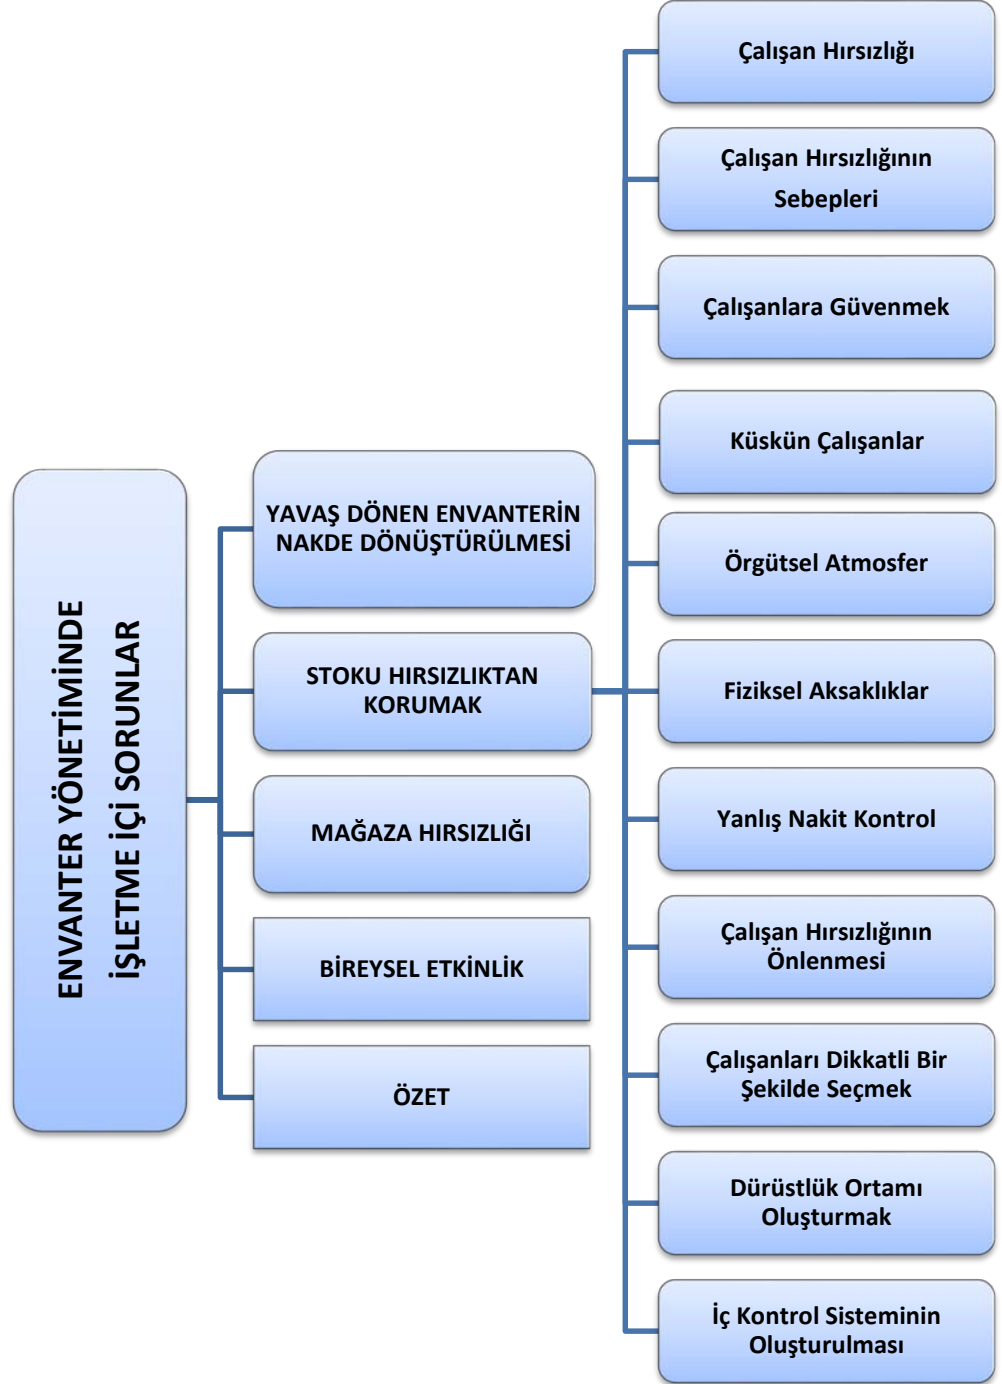 ENVANTER YÖNETİMİNDE
İŞLETME İÇİ SORUNLAR
YAVAŞ DÖNEN ENVANTERİN
NAKDE DÖNÜŞTÜRÜLMESİ
STOKU HIRSIZLIKTAN
KORUMAK
MAĞAZA HIRSIZLIĞI
BİREYSEL ETKİNLİK
ÖZET
Çalışan Hırsızlığı
Çalışan Hırsızlığının
Sebepleri
Çalışanlara Güvenmek
Küskün Çalışanlar
Örgütsel Atmosfer
Fiziksel Aksaklıklar
Yanlış Nakit Kontrol
Çalışan Hırsızlığının
Önlenmesi
Çalışanları Dikkatli Bir
Şekilde Seçmek
Dürüstlük Ortamı
Oluşturmak
İç Kontrol Sisteminin
Oluşturulması